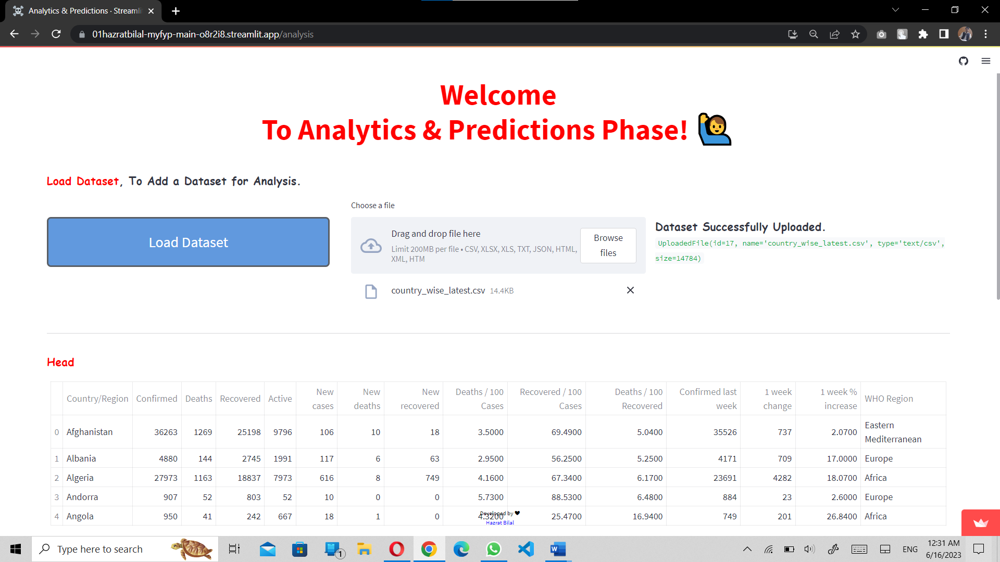 Analytics & Predictions · Streamli
01hazratbilal-myfyp-main-o8r2i8.streamlit.app/analysis
Welcome
To Analytics & Predictions Phase!
Load Dataset, To Add a Dataset for Analysis.
Load Dataset
Choose a file
Drag and drop file here
Limit 200MB per file • CSV, XLSX, XLS, TXT, JSON, HTML,
XML, HTM
Browse
files
country_wise_latest.csv 14.4KB
Dataset Successfully Uploaded.
UploadedFile(id=17, name='country_wise_latest.csv', type='text/csv',
size=14784)
Head
Country/Region Confirmed Deaths Recovered Active New cases New deaths New recovered Deaths / 100 Cases Recovered / 100 Cases Deaths / 100 Recovered Confirmed last week 1 week change 1 week % increase WHO Region
0 Afghanistan 36263 1269 25198 9796 106 10 18 3.5000 69.4900 5.0400 35526 737 2.0700 Eastern Mediterranean
1 Albania 4880 144 2745 1991 117 6 63 2.9500 56.2500 5.2500 4171 709 17.0000 Europe
2 Algeria 27973 1163 18837 7973 616 8 749 4.1600 67.3400 6.1700 23691 4282 18.0700 Africa
3 Andorra 907 52 803 52 10 0 0 5.7300 88.5300 6.4800 884 23 2.6000 Europe
4 Angola 950 41 242 667 18 1 0 4.3200 25.4700 16.9400 749 201 26.8400 Africa
Developed by ❤
Hazrat Bilal
Type here to search
1
ENG
12:31 AM
6/16/2023